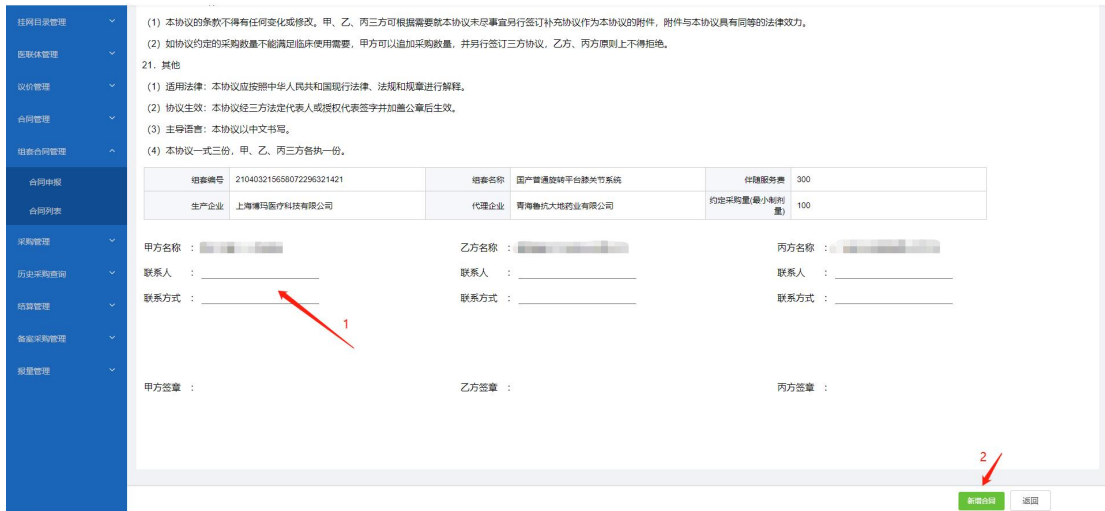 挂网目录管理
医联体管理
议价管理
合同管理
组套合同管理
合同申报
合同列表
采购管理
历史采购查询
结算管理
备案采购管理
报量管理
(1) 本协议的条款不得有任何变化或修改。甲、乙、丙三方可根据需要就本协议未尽事宜另行签订补充协议作为本协议的附件，附件与本协议具有同等的法律效力。
(2) 如协议约定的采购数量不能满足临床使用需要，甲方可以追加采购数量，并另行签订三方协议，乙方、丙方原则上不得拒绝。
21. 其他
(1) 适用法律：本协议应按照中华人民共和国现行法律、法规和规章进行解释。
(2) 协议生效：本协议经三方法定代表人或授权代表签字并加盖公章后生效。
(3) 主导语言：本协议以中文书写。
(4) 本协议一式三份，甲、乙、丙三方各执一份。
组套编号 2104032156580722963​21421 组套名称 国产普通旋转平台膝关节系统 伴随服务费 300
生产企业 上海博玛医疗科技有限公司 代理企业 青海鲁抗大地药业有限公司 约定采购量(最小制剂量) 100
甲方名称 ： 乙方名称 ： 丙方名称 ：
联系人 ： 联系人 ： 联系人 ：
联系方式 ： 联系方式 ： 联系方式 ：
1
甲方签章 ： 乙方签章 ： 丙方签章 ：
2
新增合同 返回